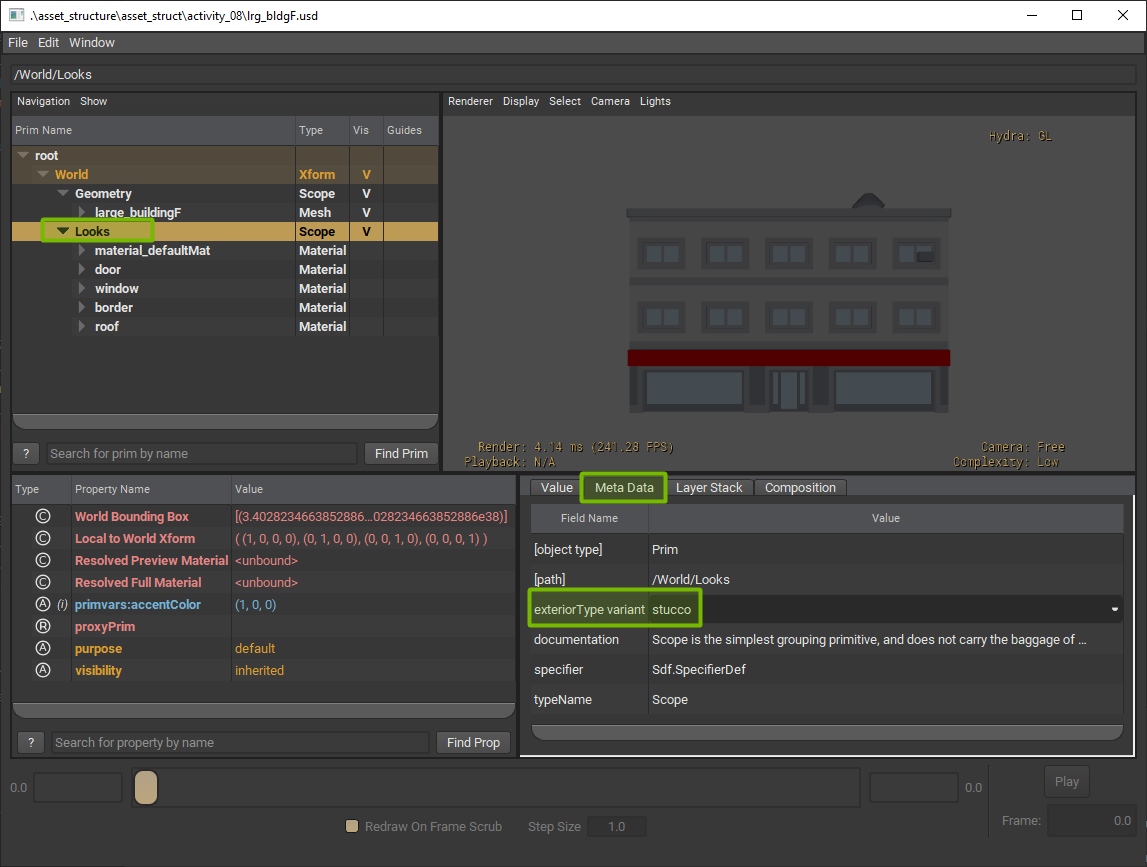 .\asset_structure\asset_struct\activity_08\lrg_bldgF.usd
File Edit Window
/World/Looks
Navigation Show
Prim Name Type Vis Guides
root
World Xform V
Geometry Scope V
large_buildingF Mesh V
Looks Scope V
material_defaultMat Material
door Material
window Material
border Material
roof Material
? Search for prim by name Find Prim
Renderer Display Select Camera Lights
Hydra: GL
Render: 4.14 ms (241.28 FPS)
Playback: N/A
Camera: Free
Complexity: Low
Type Property Name Value
C World Bounding Box [(3.4028234663852886...028234663852886e38)]
C Local to World Xform ( (1, 0, 0, 0), (0, 1, 0, 0), (0, 0, 1, 0), (0, 0, 0, 1) )
C Resolved Preview Material <unbound>
C Resolved Full Material <unbound>
A (i) primvars:accentColor (1, 0, 0)
R proxyPrim
A purpose default
A visibility inherited
? Search for property by name Find Prop
Value Meta Data Layer Stack Composition
Field Name Value
[object type] Prim
[path] /World/Looks
exteriorType variant stucco
documentation Scope is the simplest grouping primitive, and does not carry the baggage of ...
specifier Sdf.SpecifierDef
typeName Scope
0.0 0.0 Play
Redraw On Frame Scrub Step Size 1.0 Frame: 0.0